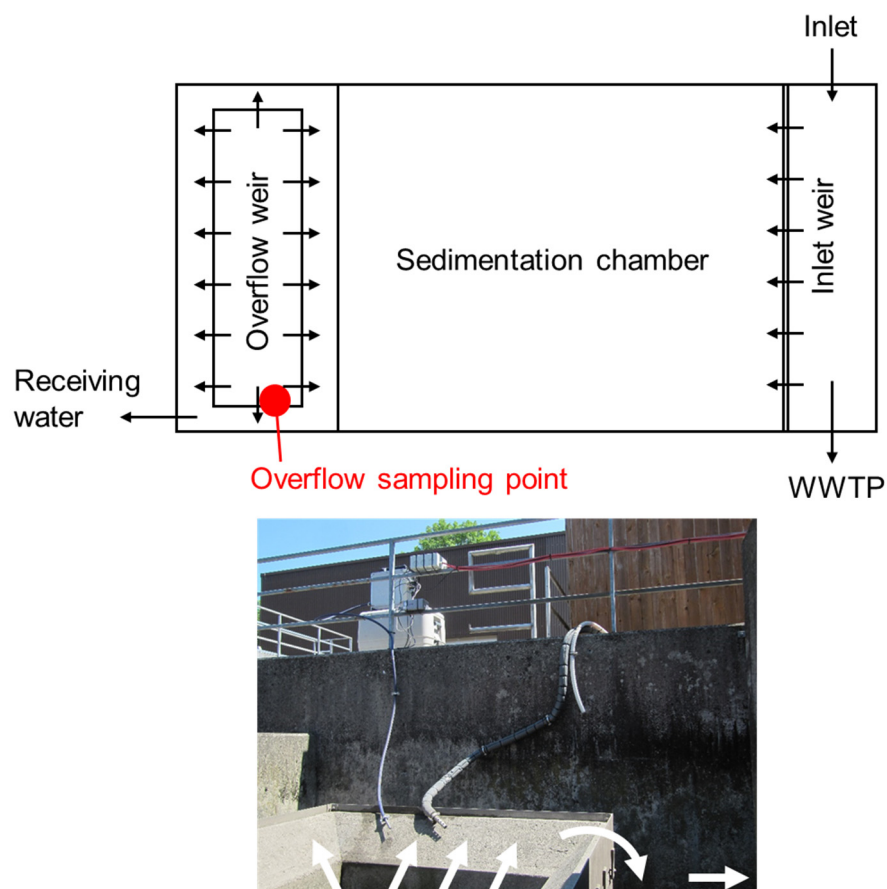 Inlet
Overflow weir
Sedimentation chamber
Inlet weir
Receiving
water
Overflow sampling point
WWTP